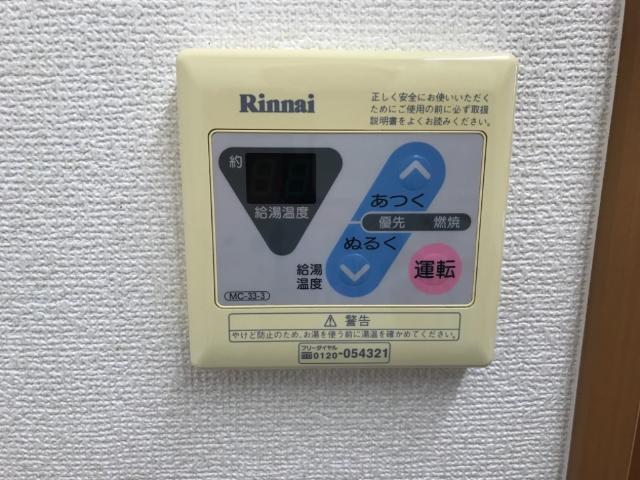 Rinnai
正しく安全にお使いいただく
ためにご使用の前に必ず取扱
説明書をよくお読みください。
約
給湯温度
あつく
優先 燃焼
ぬるく
給湯
温度
運転
MC-33-3
⚠ 警告
やけど防止のため、お湯を使う前に湯温を確かめてください。
フリーダイヤル
0120-054321